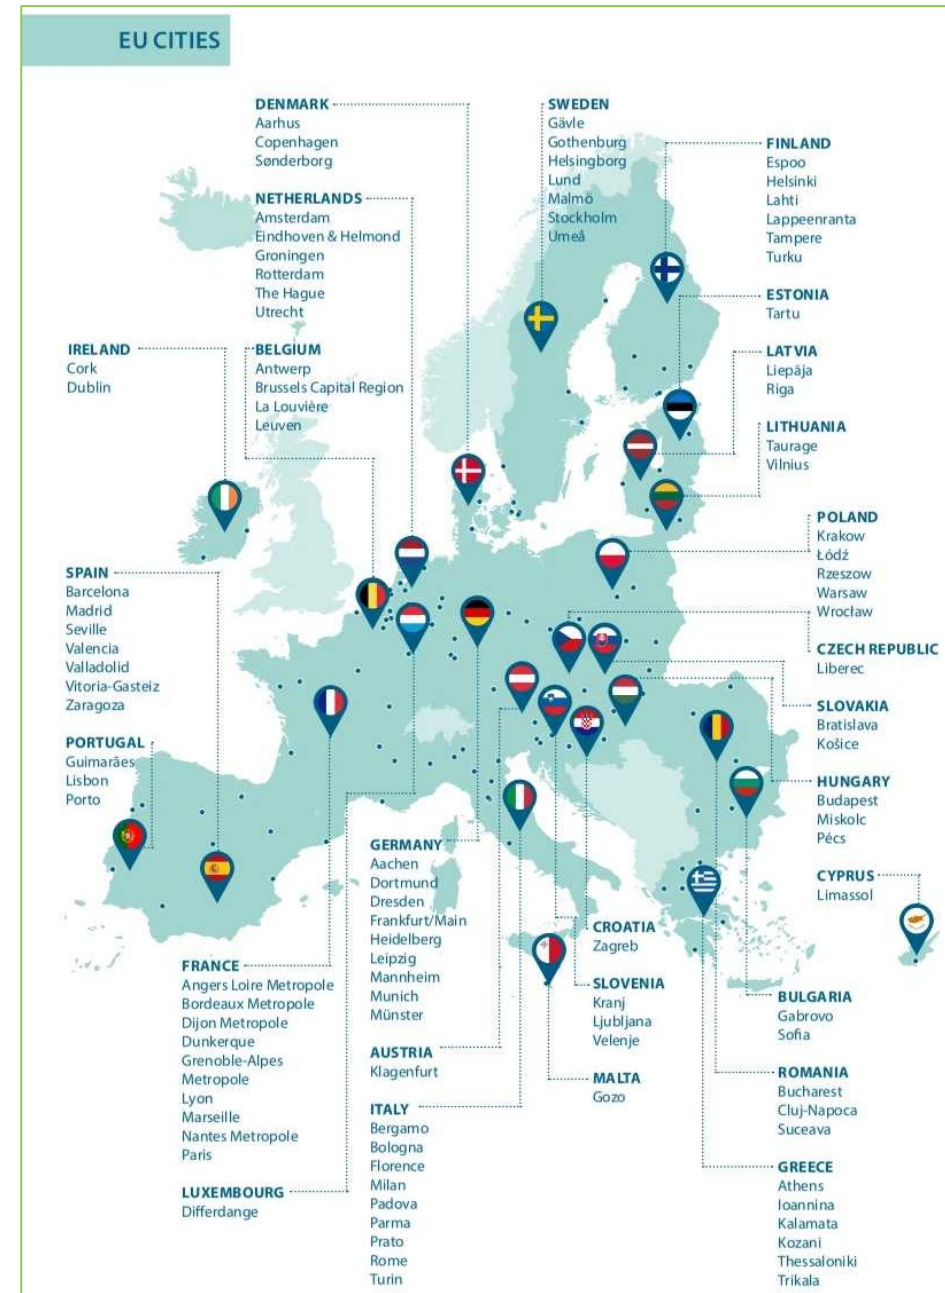 EU CITIES
DENMARK
Aarhus
Copenhagen
Sønderborg
SWEDEN
Gävle
Gothenburg
Helsingborg
Lund
Malmö
Stockholm
Umeå
FINLAND
Espoo
Helsinki
Lahti
Lappeenranta
Tampere
Turku
NETHERLANDS
Amsterdam
Eindhoven & Helmond
Groningen
Rotterdam
The Hague
Utrecht
ESTONIA
Tartu
IRELAND
Cork
Dublin
BELGIUM
Antwerp
Brussels Capital Region
La Louvière
Leuven
LATVIA
Liepāja
Riga
LITHUANIA
Taurage
Vilnius
POLAND
Krakow
Łódź
Rzeszow
Warsaw
Wrocław
SPAIN
Barcelona
Madrid
Seville
Valencia
Valladolid
Vitoria-Gasteiz
Zaragoza
CZECH REPUBLIC
Liberec
SLOVAKIA
Bratislava
Košice
PORTUGAL
Guimarães
Lisbon
Porto
HUNGARY
Budapest
Miskolc
Pécs
GERMANY
Aachen
Dortmund
Dresden
Frankfurt/Main
Heidelberg
Leipzig
Mannheim
Munich
Münster
CYPRUS
Limassol
CROATIA
Zagreb
FRANCE
Angers Loire Metropole
Bordeaux Metropole
Dijon Metropole
Dunkerque
Grenoble-Alpes
Metropole
Lyon
Marseille
Nantes Metropole
Paris
SLOVENIA
Kranj
Ljubljana
Velenje
BULGARIA
Gabrovo
Sofia
AUSTRIA
Klagenfurt
MALTA
Gozo
ROMANIA
Bucharest
Cluj-Napoca
Suceava
ITALY
Bergamo
Bologna
Florence
Milan
Padova
Parma
Prato
Rome
Turin
LUXEMBOURG
Differdange
GREECE
Athens
Ioannina
Kalamata
Kozani
Thessaloniki
Trikala